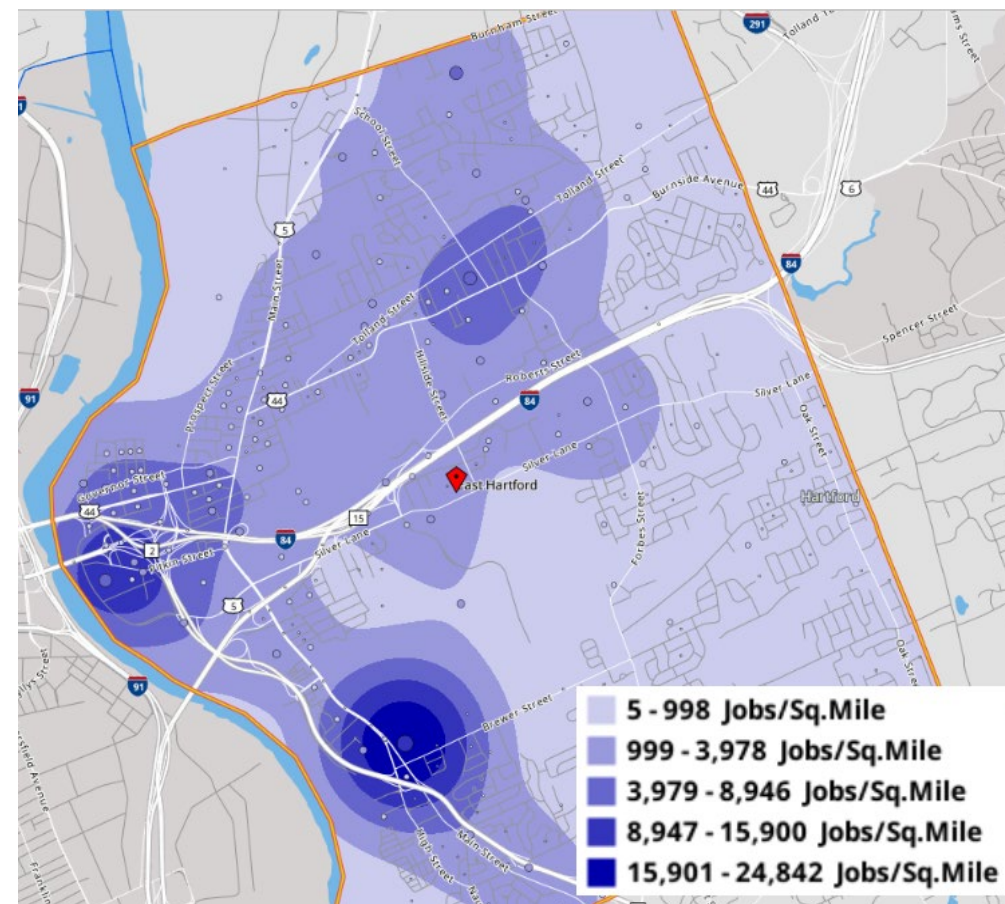 Burnham Street
291
Tolland
School Street
Tolland Street
Burnside Avenue
44
6
5
Main Street
84
Spencer Street
Tolland Street
Hillside Street
Roberts Street
91
Prospect Street
44
84
Silver Lane
Oak Street
Silver Lane
East Hartford
Hartford
Governor Street
44
15
2
Pitkin Street
84
Silver Lane
Forbes Street
5
91
Oak Street
Brewer Street
High Street
Main Street
Franklin
5 - 998 Jobs/Sq.Mile
999 - 3,978 Jobs/Sq.Mile
3,979 - 8,946 Jobs/Sq.Mile
8,947 - 15,900 Jobs/Sq.Mile
15,901 - 24,842 Jobs/Sq.Mile